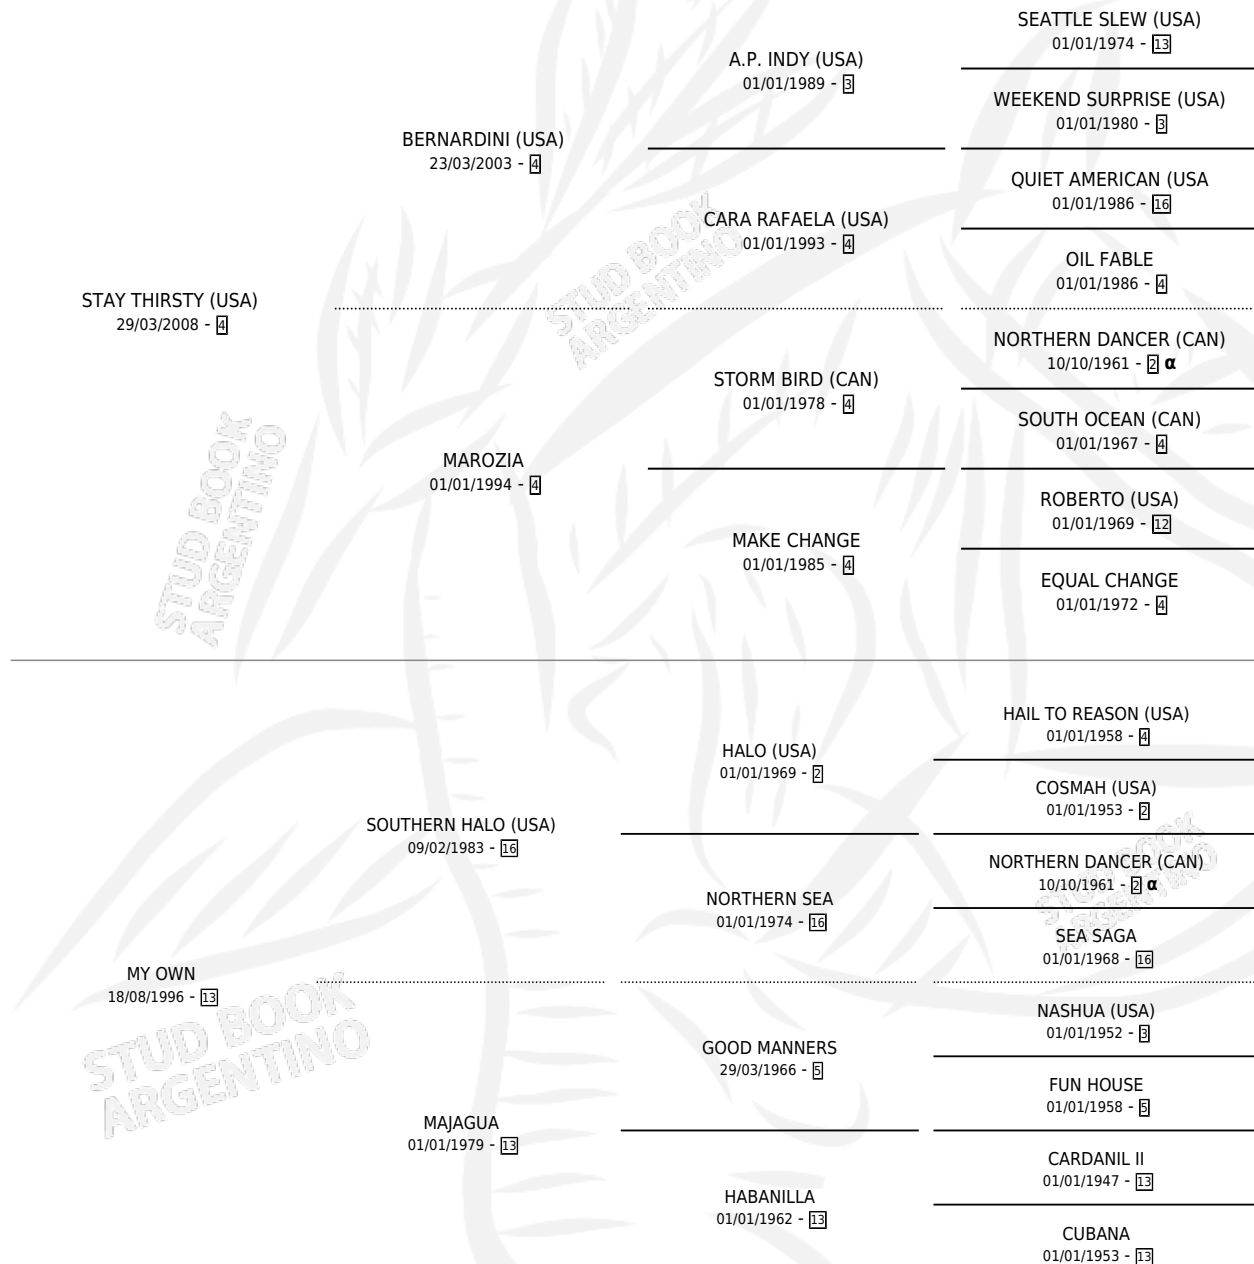 SEATTLE SLEW (USA)
01/01/1974 - 13
A.P. INDY (USA)
01/01/1989 - 3
WEEKEND SURPRISE (USA)
01/01/1980 - 3
BERNARDINI (USA)
23/03/2003 - 4
QUIET AMERICAN (USA
01/01/1986 - 16
CARA RAFAELA (USA)
01/01/1993 - 4
OIL FABLE
01/01/1986 - 4
STAY THIRSTY (USA)
29/03/2008 - 4
NORTHERN DANCER (CAN)
10/10/1961 - 2 α
STORM BIRD (CAN)
01/01/1978 - 4
SOUTH OCEAN (CAN)
01/01/1967 - 4
MAROZIA
01/01/1994 - 4
ROBERTO (USA)
01/01/1969 - 12
MAKE CHANGE
01/01/1985 - 4
EQUAL CHANGE
01/01/1972 - 4
HAIL TO REASON (USA)
01/01/1958 - 4
HALO (USA)
01/01/1969 - 2
COSMAH (USA)
01/01/1953 - 2
SOUTHERN HALO (USA)
09/02/1983 - 16
NORTHERN DANCER (CAN)
10/10/1961 - 2 α
NORTHERN SEA
01/01/1974 - 16
SEA SAGA
01/01/1968 - 16
MY OWN
18/08/1996 - 13
NASHUA (USA)
01/01/1952 - 3
GOOD MANNERS
29/03/1966 - 5
FUN HOUSE
01/01/1958 - 5
MAJAGUA
01/01/1979 - 13
CARDANIL II
01/01/1947 - 13
HABANILLA
01/01/1962 - 13
CUBANA
01/01/1953 - 13
STUD BOOK
ARGENTINO
STUD BOOK
ARGENTINO
STUD BOOK
ARGENTINO
STUD BOOK
ARGENTINO